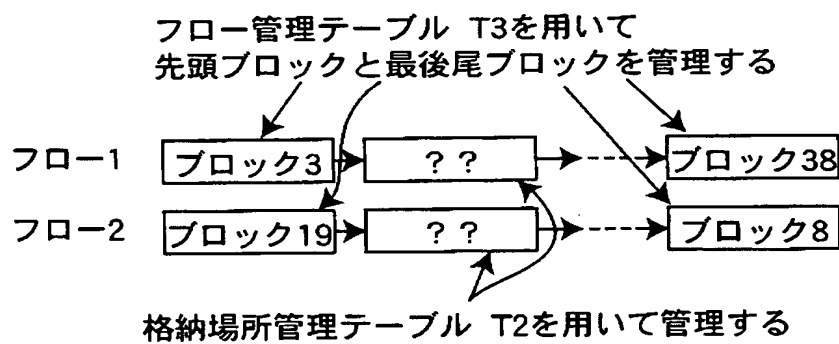 フロー管理テーブル T3を用いて
先頭ブロックと最後尾ブロックを管理する
フロー1 ブロック3 ?? ブロック38
フロー2 ブロック19 ?? ブロック8
格納場所管理テーブル T2を用いて管理する